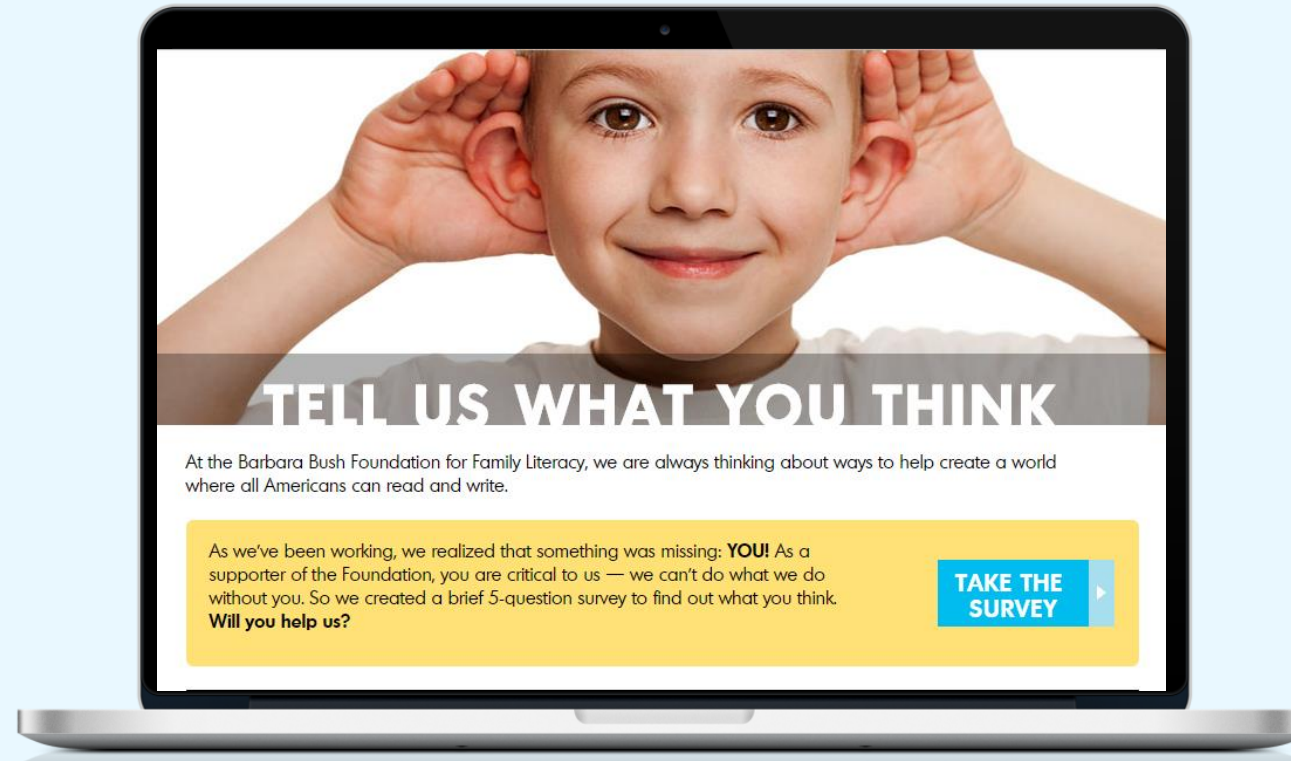 TELL US WHAT YOU THINK
At the Barbara Bush Foundation for Family Literacy, we are always thinking about ways to help create a world
where all Americans can read and write.
As we've been working, we realized that something was missing: YOU! As a
supporter of the Foundation, you are critical to us — we can't do what we do
without you. So we created a brief 5-question survey to find out what you think.
Will you help us?
TAKE THE
SURVEY